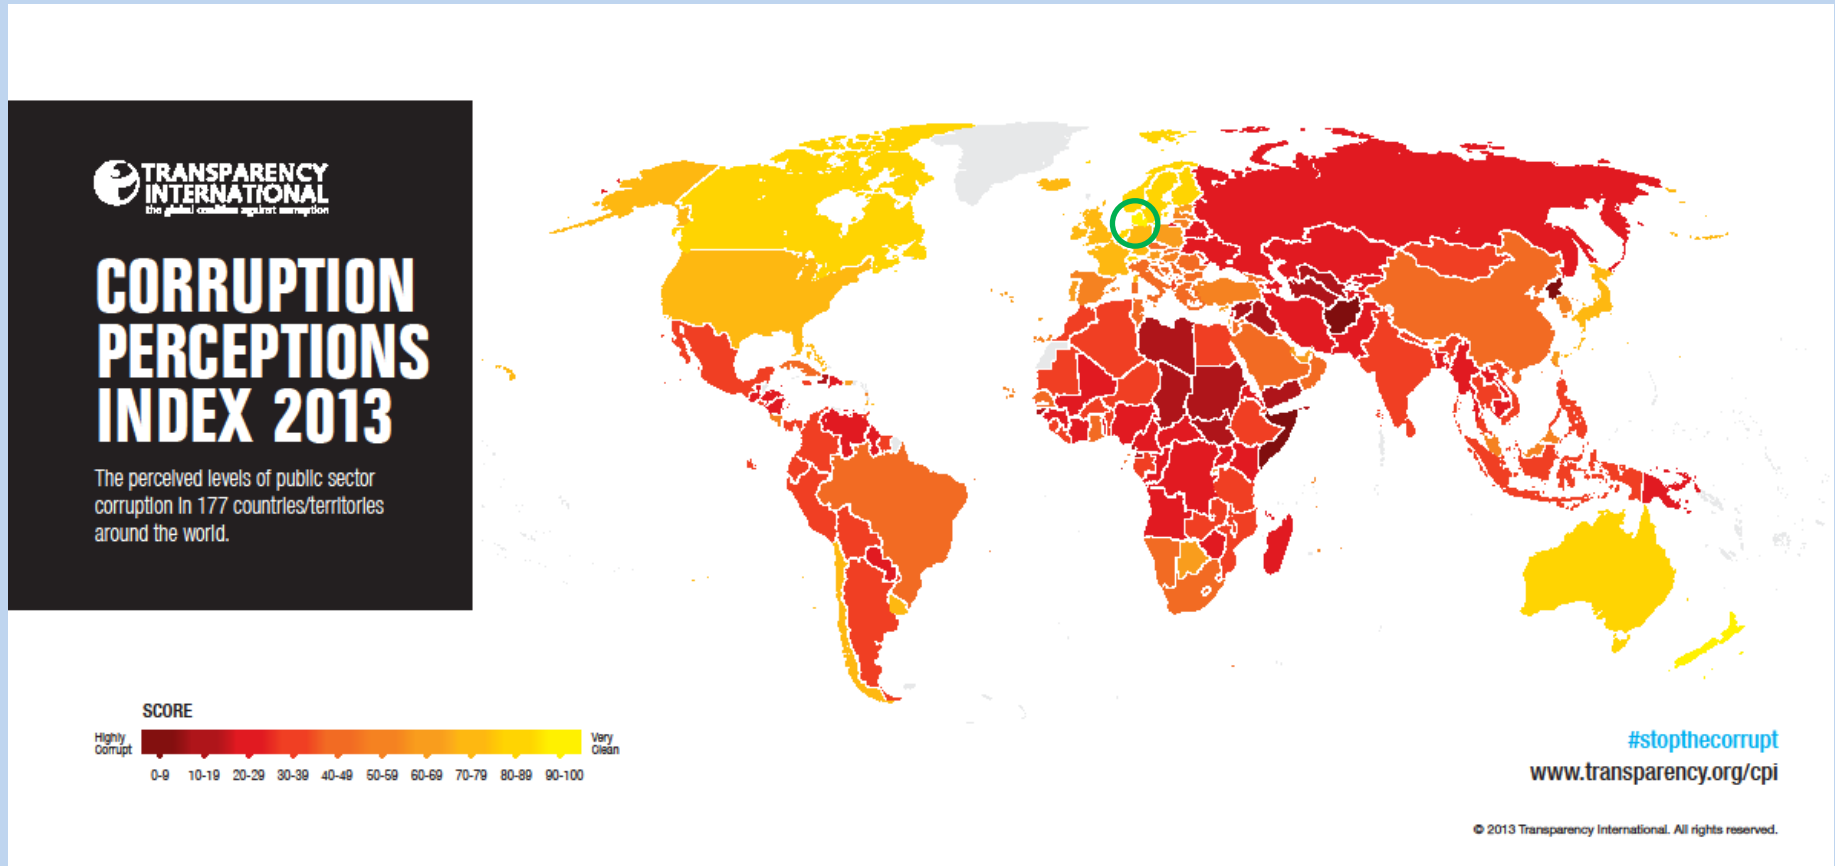 TRANSPARENCY
INTERNATIONAL
the global coalition against corruption
CORRUPTION
PERCEPTIONS
INDEX 2013
The perceived levels of public sector
corruption in 177 countries/territories
around the world.
SCORE
Highly
Corrupt
Very
Clean
0-9 10-19 20-29 30-39 40-49 50-59 60-69 70-79 80-89 90-100
#stopthecorrupt
www.transparency.org/cpi
© 2013 Transparency International. All rights reserved.